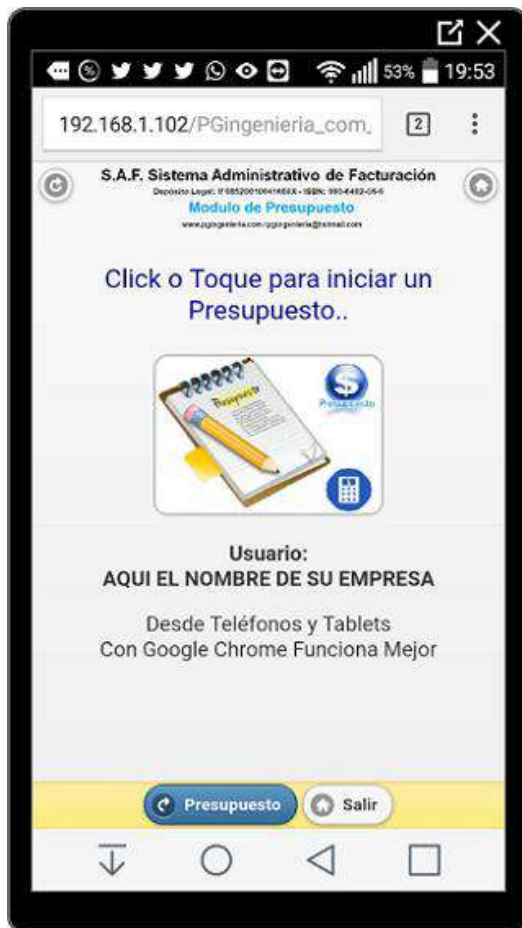 53% 19:53
192.168.1.102/PGingenieria_com_
2
S.A.F. Sistema Administrativo de Facturación
Modulo de Presupuesto
Click o Toque para iniciar un
Presupuesto..
Presupuesto
Presupuesto
Usuario:
AQUI EL NOMBRE DE SU EMPRESA
Desde Teléfonos y Tablets
Con Google Chrome Funciona Mejor
Presupuesto
Salir